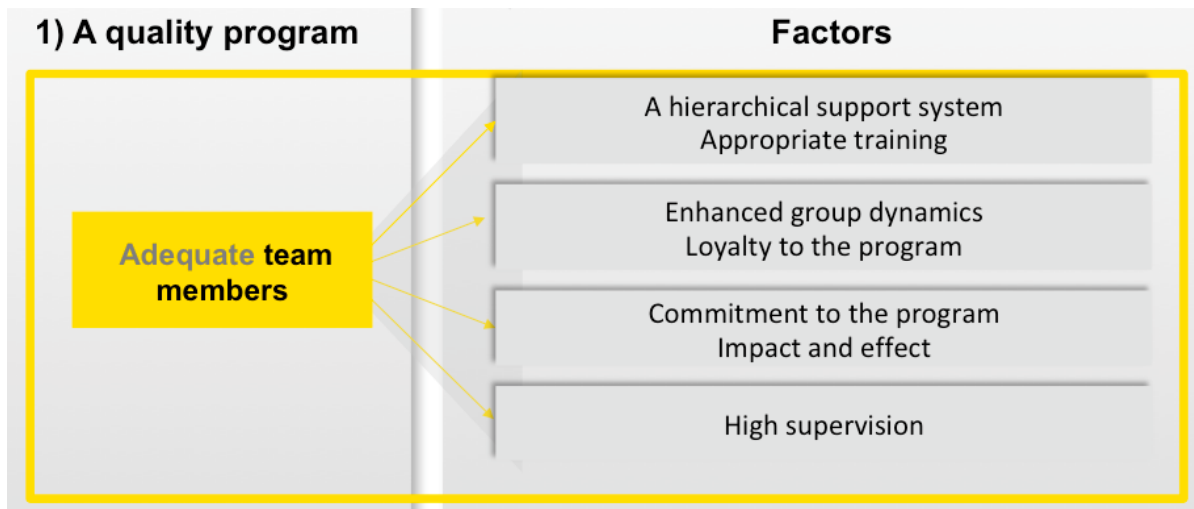 1) A quality program
Factors
Adequate team
members
A hierarchical support system
Appropriate training
Enhanced group dynamics
Loyalty to the program
Commitment to the program
Impact and effect
High supervision